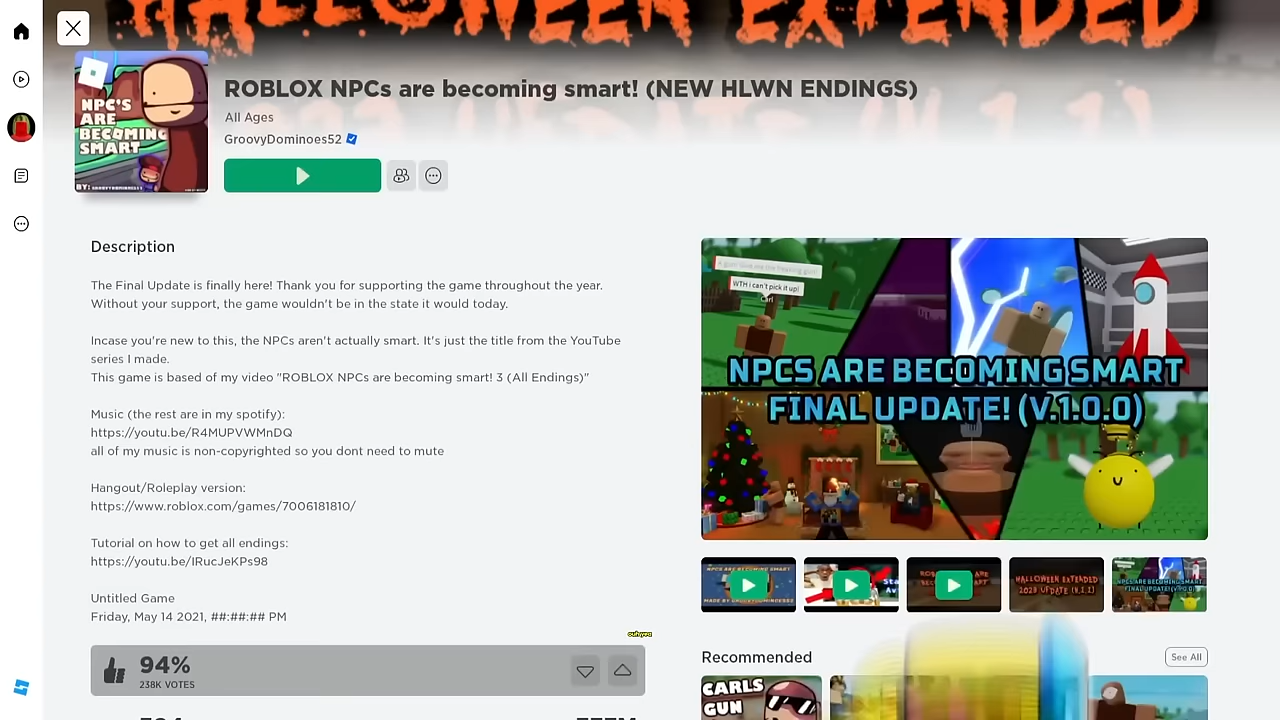 HALLOWEEN EXTENDED
ROBLOX NPCs are becoming smart! (NEW HLWN ENDINGS)
All Ages
GroovyDominoes52
NPC'S
ARE
BECOMING
SMART
Description
The Final Update is finally here! Thank you for supporting the game throughout the year.
Without your support, the game wouldn't be in the state it would today.
Incase you're new to this, the NPCs aren't actually smart. It's just the title from the YouTube
series I made.
This game is based of my video "ROBLOX NPCs are becoming smart! 3 (All Endings)"
Music (the rest are in my spotify):
https://youtu.be/R4MUPVWMnDQ
all of my music is non-copyrighted so you dont need to mute
Hangout/Roleplay version:
https://www.roblox.com/games/7006181810/
Tutorial on how to get all endings:
https://youtu.be/IRucJeKPs98
Untitled Game
Friday, May 14 2021, ##:##:## PM
94%
238K VOTES
WTH i can't pick it up!
Carl
NPCS ARE BECOMING SMART
FINAL UPDATE! (V.1.0.0)
HALLOWEEN EXTENDED
2023 UPDATE (V.1.1)
Recommended
See All
CARLS
GUN